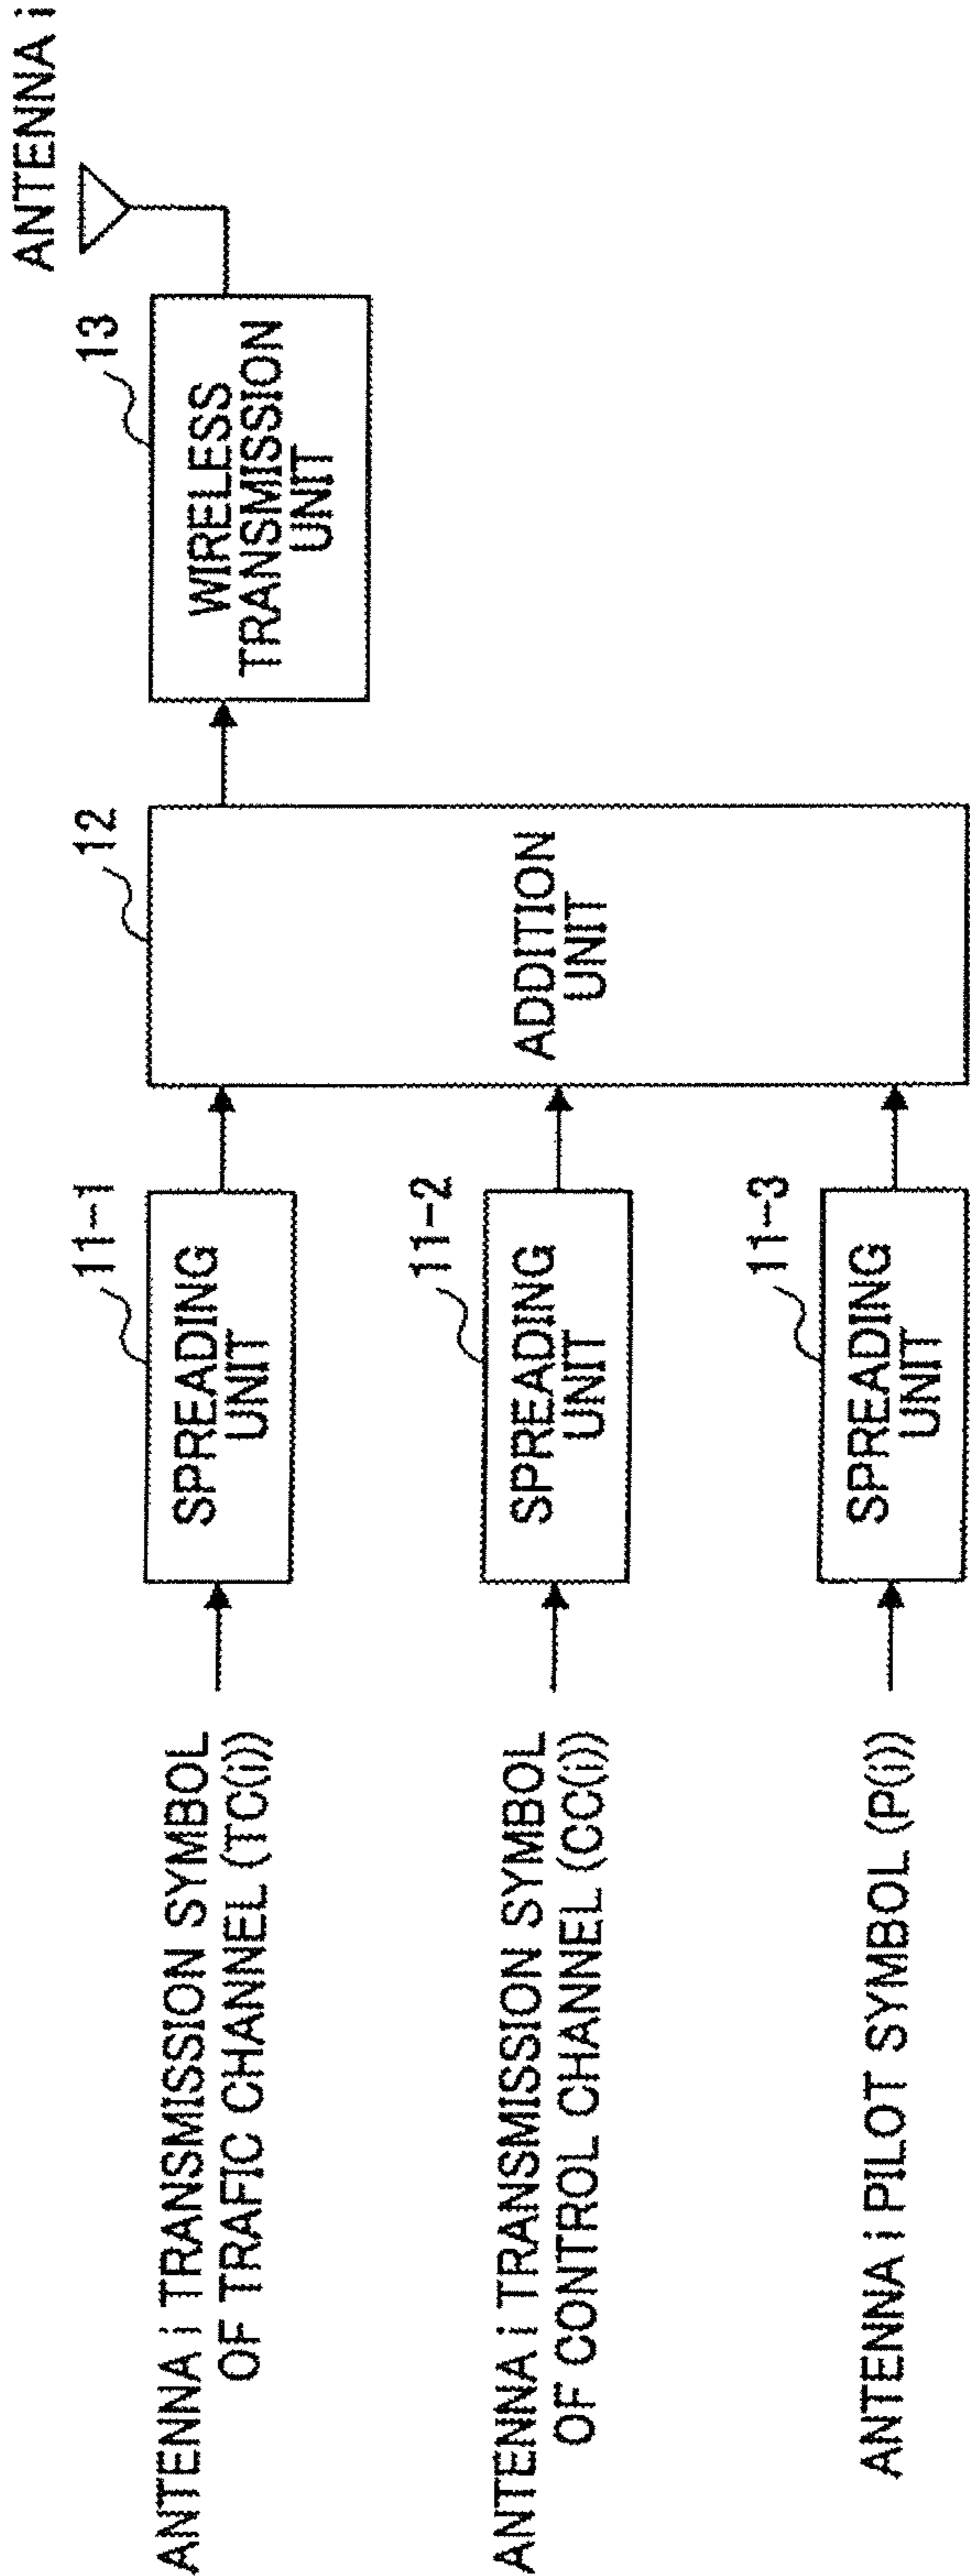 ANTENNA i TRANSMISSION SYMBOL
OF TRAFIC CHANNEL (TC(i))
11-1
SPREADING
UNIT
ANTENNA i TRANSMISSION SYMBOL
OF CONTROL CHANNEL (CC(i))
11-2
SPREADING
UNIT
ANTENNA i PILOT SYMBOL (P(i))
11-3
SPREADING
UNIT
12
ADDITION
UNIT
13
WIRELESS
TRANSMISSION
UNIT
ANTENNA i